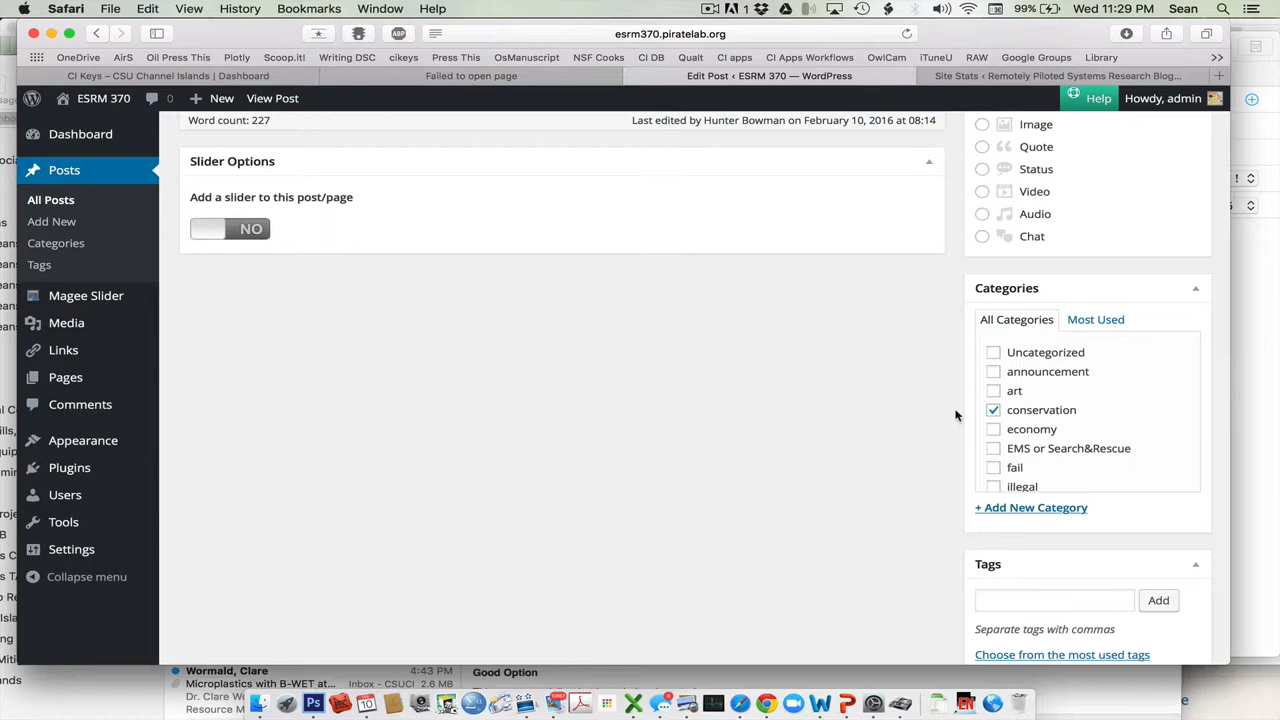 Safari File Edit View History Bookmarks Window Help 1 99% Wed 11:29 PM Sean
ABP esrm370.piratelab.org
OneDrive AirS Oil Press This Plotly Scoop.it! Writing DSC cikeys Press This OsManuscript NSF Cooks CI DB Qualt CI apps CI Apps Workflows OwlCam iTuneU RAW Google Groups Library
CI Keys – CSU Channel Islands | Dashboard Failed to open page Edit Post ‹ ESRM 370 — WordPress Site Stats ‹ Remotely Piloted Systems Research Blog...
ESRM 370 0 + New View Post Help Howdy, admin
Dashboard
Posts
All Posts
Add New
Categories
Tags
Magee Slider
Media
Links
Pages
Comments
Appearance
Plugins
Users
Tools
Settings
Collapse menu
Word count: 227 Last edited by Hunter Bowman on February 10, 2016 at 08:14
Slider Options
Add a slider to this post/page
NO
Image
Quote
Status
Video
Audio
Chat
Categories
All Categories Most Used
Uncategorized
announcement
art
conservation
economy
EMS or Search&Rescue
fail
illegal
+ Add New Category
Tags
Add
Separate tags with commas
Choose from the most used tags
Wormald, Clare 4:43 PM Good Option
Microplastics with B-WET at... Inbox - CSUCI